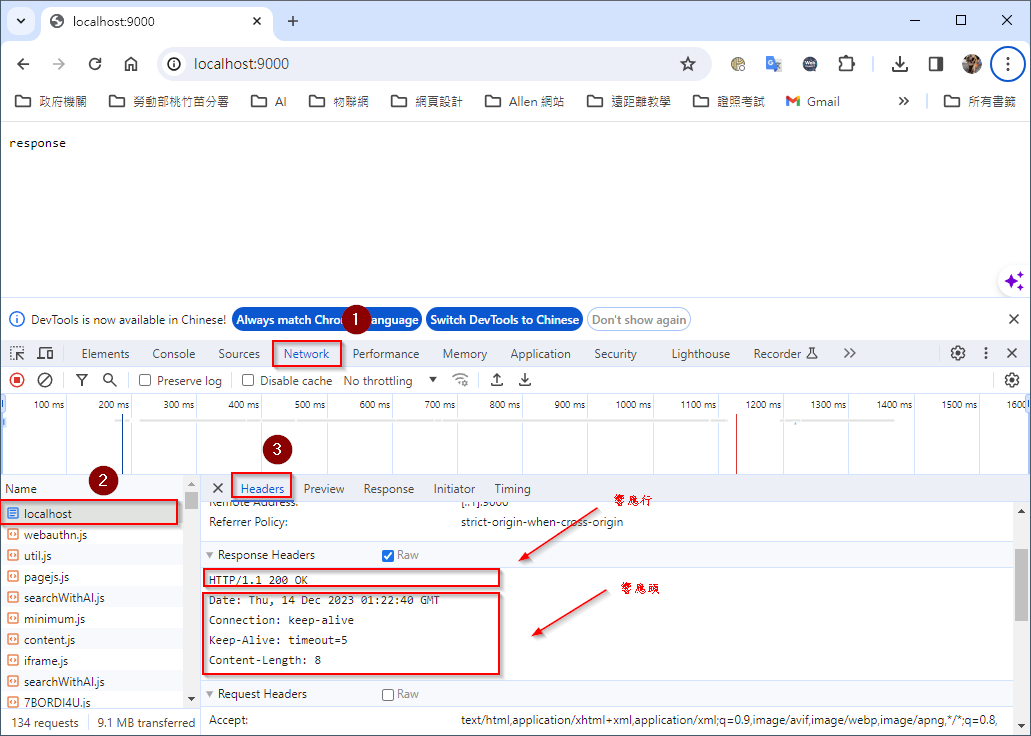 localhost:9000
localhost:9000
政府機關 勞動部桃竹苗分署 AI 物聯網 網頁設計 Allen 網站 遠距離教學 證照考試 Gmail 所有書籤
response
DevTools is now available in Chinese! Always match Chro 1 anguage Switch DevTools to Chinese Don't show again
Elements Console Sources Network Performance Memory Application Security Lighthouse Recorder
Preserve log Disable cache No throttling
100 ms 200 ms 300 ms 400 ms 500 ms 600 ms 700 ms 800 ms 900 ms 1000 ms 1100 ms 1200 ms 1300 ms 1400 ms 1500 ms 1600
3
Name 2 Headers Preview Response Initiator Timing
Remote Address: [::1]:9000 響應行
localhost
Referrer Policy: strict-origin-when-cross-origin
webauthn.js
util.js
Response Headers Raw
pagejs.js
HTTP/1.1 200 OK
響應頭
searchWithAI.js
Date: Thu, 14 Dec 2023 01:22:40 GMT
minimum.js
Connection: keep-alive
content.js
Keep-Alive: timeout=5
iframe.js
Content-Length: 8
searchWithAI.js
Request Headers Raw
7BORDI4U.js
134 requests 9.1 MB transferred
Accept: text/html,application/xhtml+xml,application/xml;q=0.9,image/avif,image/webp,image/apng,*/*;q=0.8,